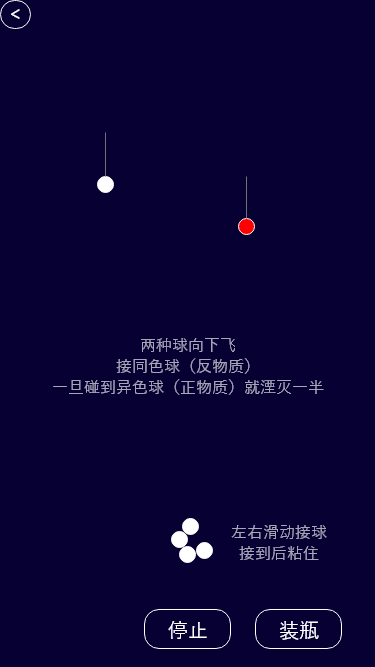 <
两种球向下飞
接同色球（反物质）
一旦碰到异色球（正物质）就湮灭一半
左右滑动接球
接到后粘住
停止
装瓶